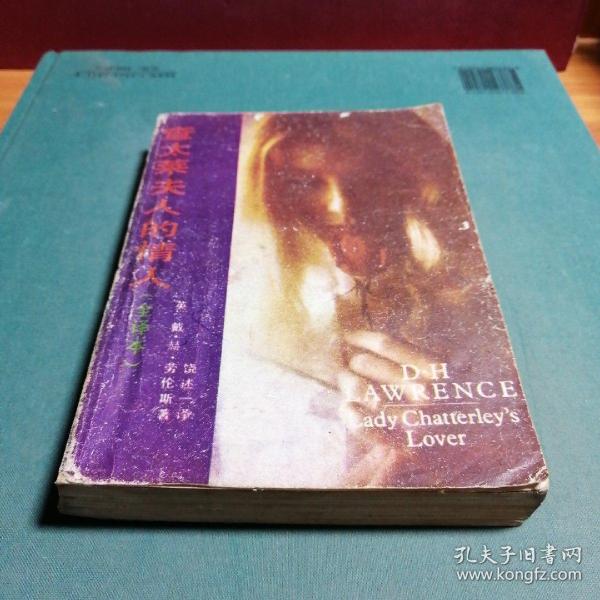 查太莱夫人的情人
(全译本)
英·戴·赫·劳伦斯著
饶述一译
D·H
LAWRENCE
Lady Chatterley's
Lover
孔夫子旧书网
www.kongfz.com